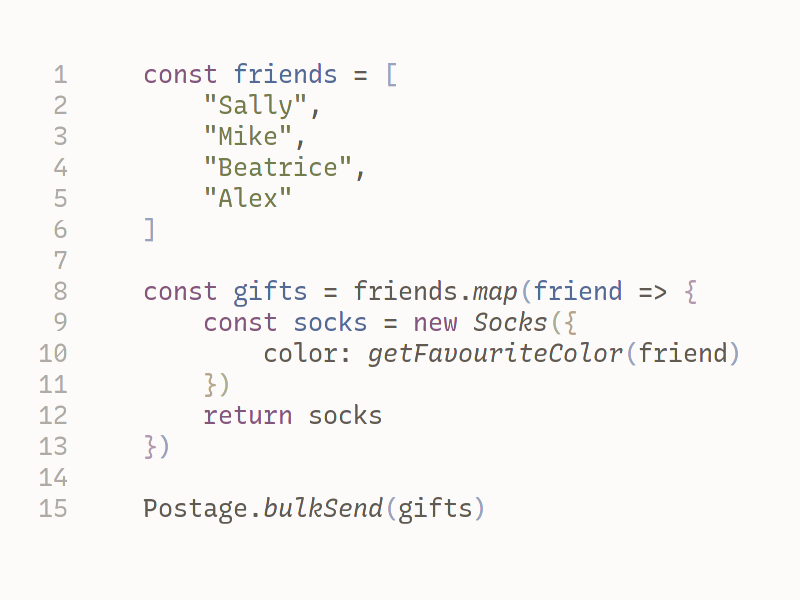 1 const friends = [
2 "Sally",
3 "Mike",
4 "Beatrice",
5 "Alex"
6 ]
7
8 const gifts = friends.map(friend => {
9 const socks = new Socks({
10 color: getFavouriteColor(friend)
11 })
12 return socks
13 })
14
15 Postage.bulkSend(gifts)